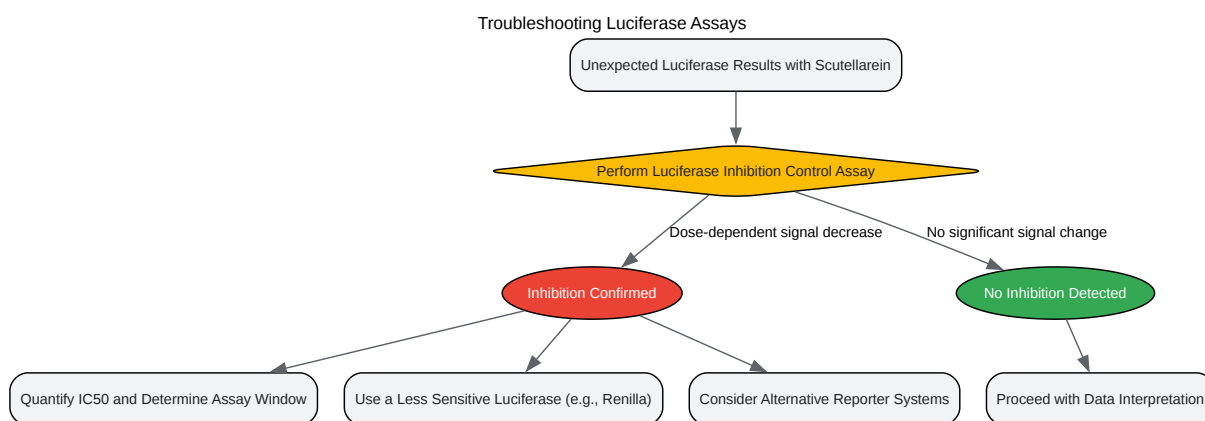 Troubleshooting Luciferase Assays
Unexpected Luciferase Results with Scutellarein
Perform Luciferase Inhibition Control Assay
Dose-dependent signal decrease
No significant signal change
Inhibition Confirmed
No Inhibition Detected
Quantify IC50 and Determine Assay Window
Use a Less Sensitive Luciferase (e.g., Renilla)
Consider Alternative Reporter Systems
Proceed with Data Interpretation